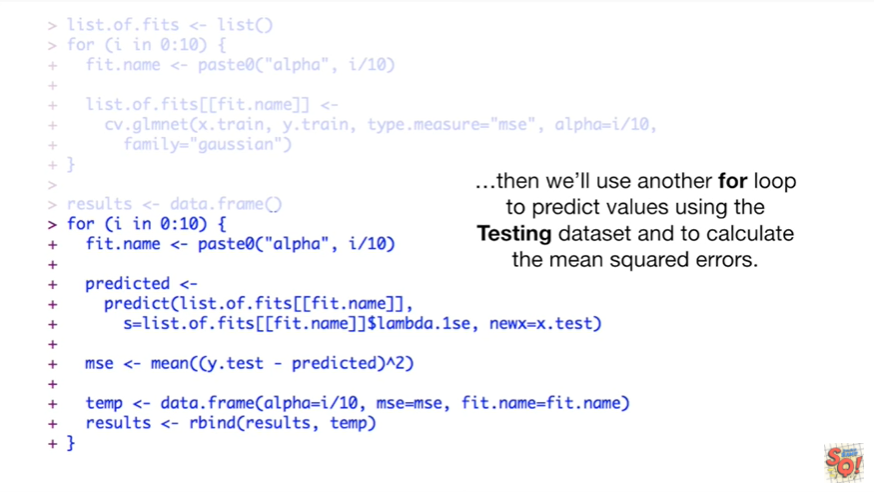 > list.of.fits <- list()
> for (i in 0:10) {
+   fit.name <- paste0("alpha", i/10)
+
+   list.of.fits[[fit.name]] <-
+     cv.glmnet(x.train, y.train, type.measure="mse", alpha=i/10,
+       family="gaussian")
+ }
>
> results <- data.frame()
> for (i in 0:10) {
+   fit.name <- paste0("alpha", i/10)
+
+   predicted <-
+     predict(list.of.fits[[fit.name]],
+       s=list.of.fits[[fit.name]]$lambda.1se, newx=x.test)
+
+   mse <- mean((y.test - predicted)^2)
+
+   temp <- data.frame(alpha=i/10, mse=mse, fit.name=fit.name)
+   results <- rbind(results, temp)
+ }
…then we'll use another for loop
to predict values using the
Testing dataset and to calculate
the mean squared errors.
SQ!